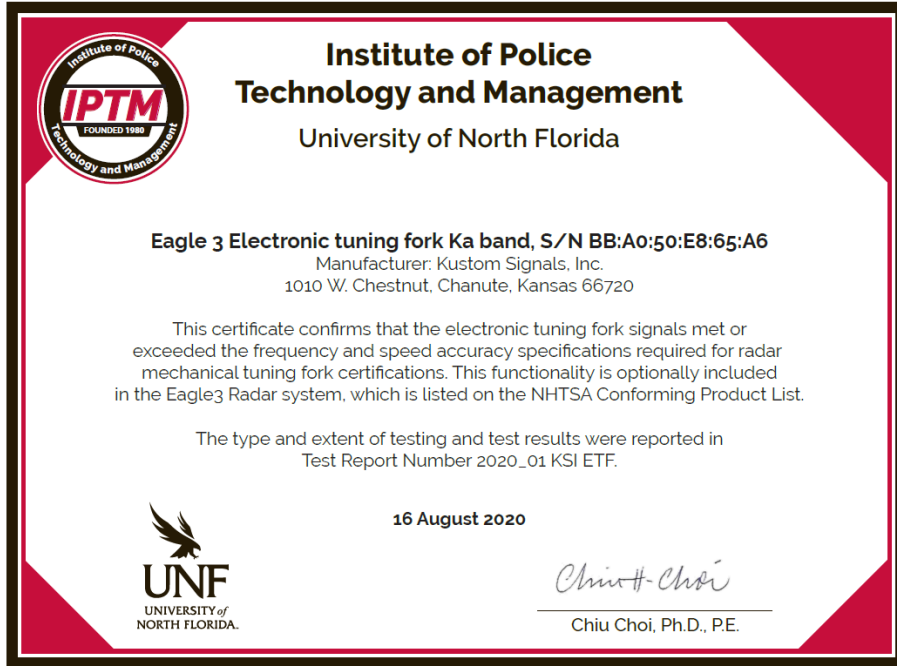 Institute of Police
Technology and Management
IPTM
FOUNDED 1980
Institute of Police
Technology and Management
University of North Florida
Eagle 3 Electronic tuning fork Ka band, S/N BB:A0:50:E8:65:A6
Manufacturer: Kustom Signals, Inc.
1010 W. Chestnut, Chanute, Kansas 66720
This certificate confirms that the electronic tuning fork signals met or
exceeded the frequency and speed accuracy specifications required for radar
mechanical tuning fork certifications. This functionality is optionally included
in the Eagle3 Radar system, which is listed on the NHTSA Conforming Product List.
The type and extent of testing and test results were reported in
Test Report Number 2020_01 KSI ETF.
16 August 2020
UNF
UNIVERSITY of
NORTH FLORIDA.
Chiu H-Choi
Chiu Choi, Ph.D., P.E.